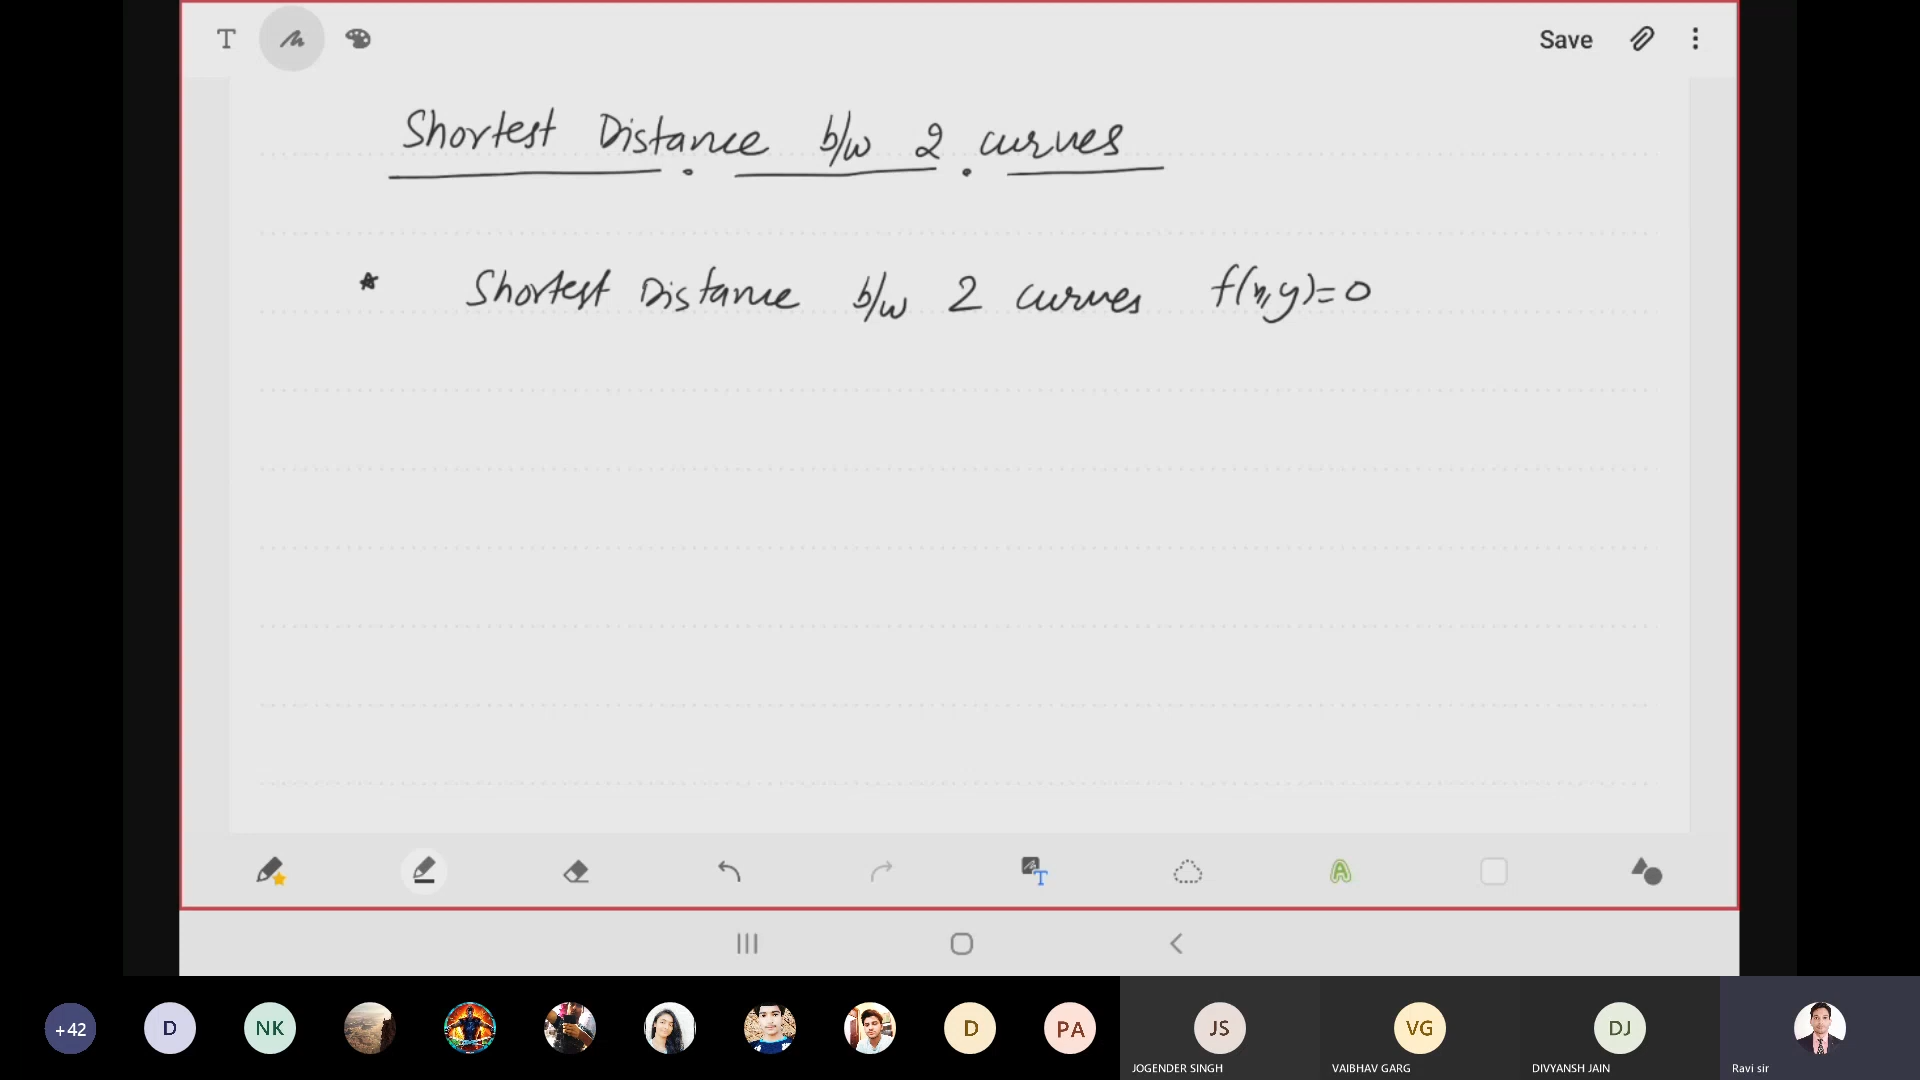 T
Save
Shortest Distance b/w 2 curves
* Shortest Distance b/w 2 curves f(x,y)=0
T
A
+42
D
NK
D
PA
JS
VG
DJ
JOGENDER SINGH
VAIBHAV GARG
DIVYANSH JAIN
Ravi sir